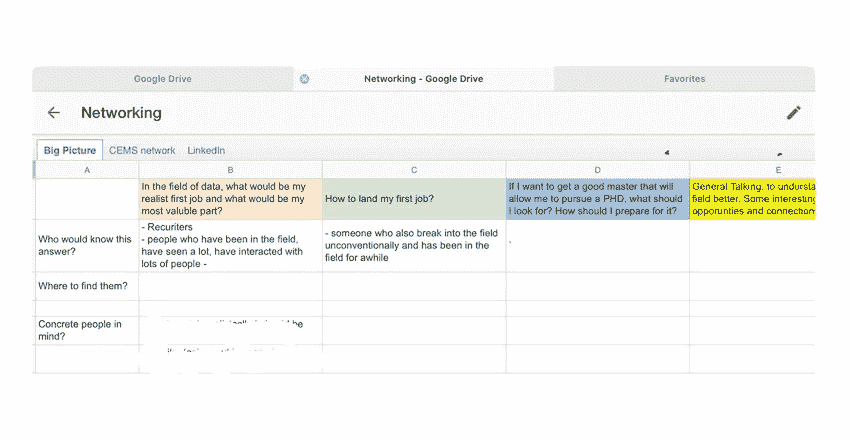 Google Drive
Networking - Google Drive
Favorites
Networking
Big Picture
CEMS network
LinkedIn
A
B
C
D
E
In the field of data, what would be my
realist first job and what would be my
most valuble part?
How to land my first job?
If I want to get a good master that will
allow me to pursue a PHD, what should
I look for? How should I prepare for it?
General Talking. to understa
field better. Some interesting
opporunties and connection
Who would know this
answer?
- Recuriters
- people who have been in the field,
have seen a lot, have interacted with
lots of people -
- someone who also break into the field
unconventionally and has been in the
field for awhile
Where to find them?
Concrete people in
mind?